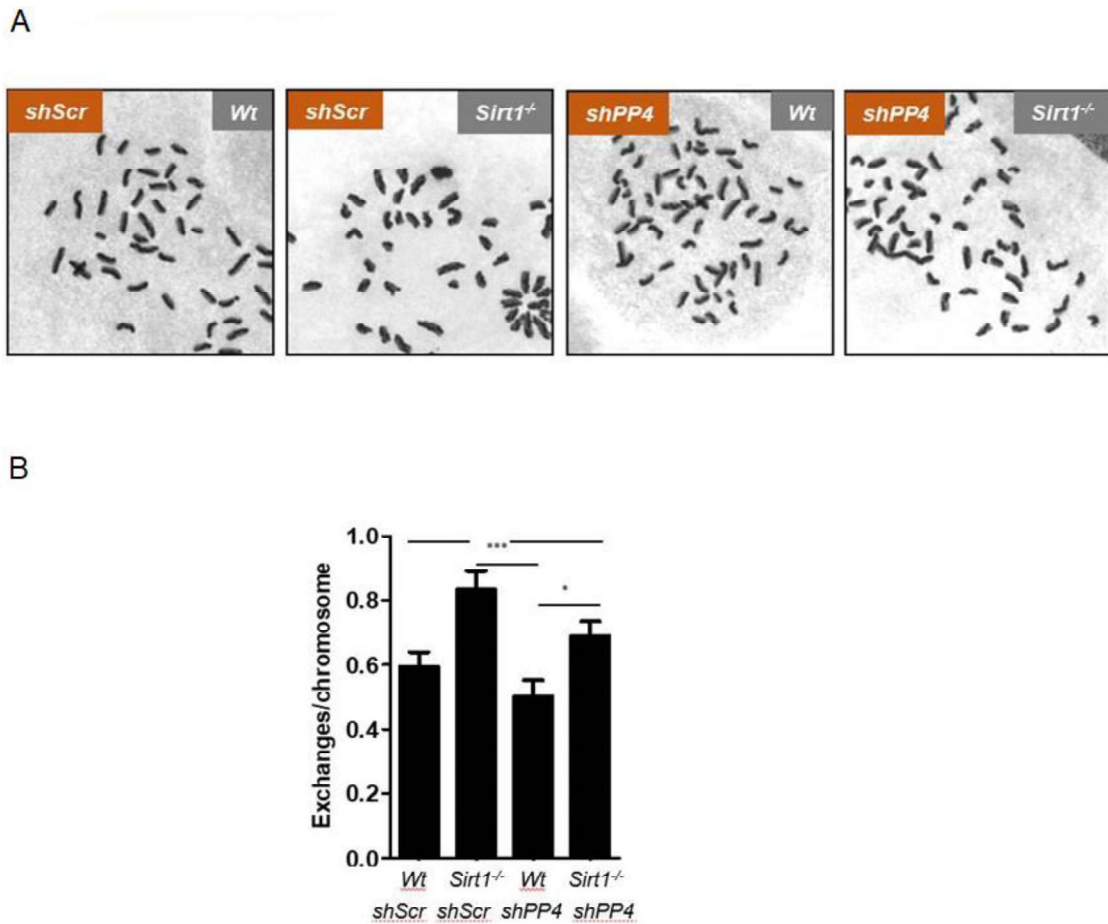 A
shScr Wt
shScr Sirt1-/-
shPP4 Wt
shPP4 Sirt1-/-
B
Exchanges/chromosome
1.0
0.8
0.6
0.4
0.2
0.0
***
*
Wt Sirt1-/- Wt Sirt1-/-
shScr shScr shPP4 shPP4